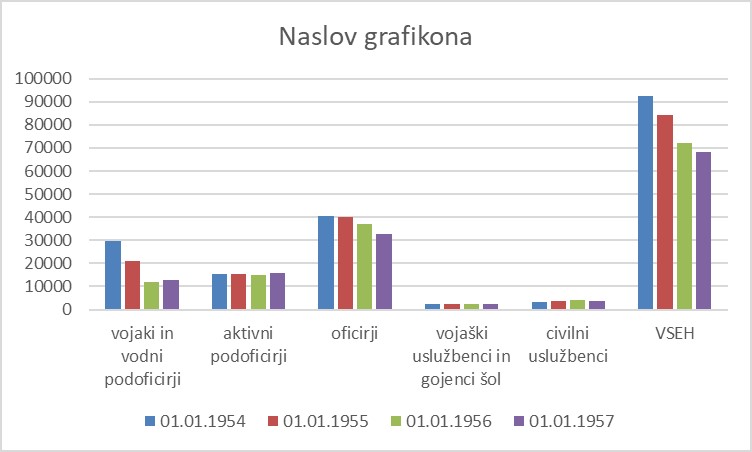 Naslov grafikona
100000
90000
80000
70000
60000
50000
40000
30000
20000
10000
0
vojaki in
vodni
podoficirji
aktivni
podoficirji
oficirji
vojaški
uslužbenci in
gojenci šol
civilni
uslužbenci
VSEH
01.01.1954 01.01.1955 01.01.1956 01.01.1957